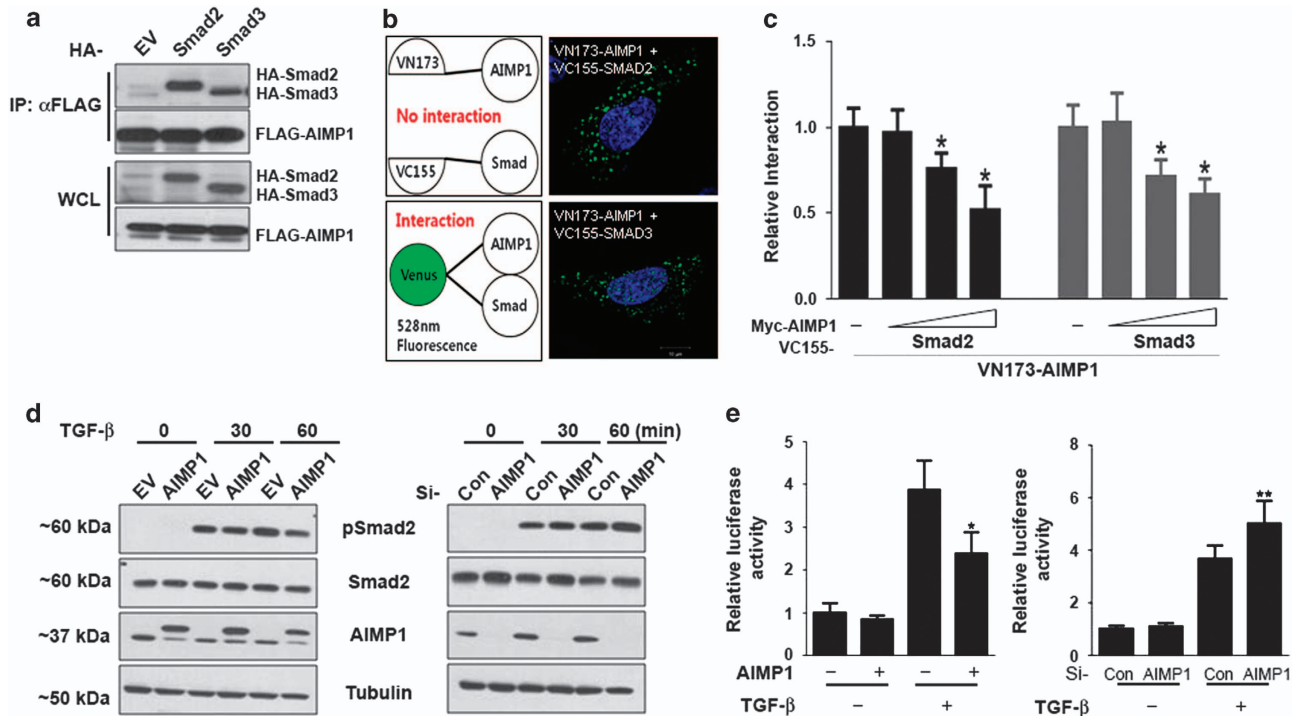 a
HA-
EV
Smad2
Smad3
IP: αFLAG
HA-Smad2
HA-Smad3
FLAG-AIMP1
WCL
HA-Smad2
HA-Smad3
FLAG-AIMP1
b
VN173
AIMP1
No interaction
VC155
Smad
Interaction
Venus
AIMP1
Smad
528nm
Fluorescence
VN173-AIMP1 +
VC155-SMAD2
VN173-AIMP1 +
VC155-SMAD3
c
Relative Interaction
1.5
1.0
0.5
0.0
* * * *
Myc-AIMP1 – –
VC155- Smad2 Smad3
VN173-AIMP1
d
TGF-β 0 30 60
EV AIMP1 EV AIMP1 EV AIMP1
~60 kDa
~60 kDa
~37 kDa
~50 kDa
0 30 60 (min)
Si- Con AIMP1 Con AIMP1 Con AIMP1
pSmad2
Smad2
AIMP1
Tubulin
e
Relative luciferase
activity
5
4
3
2
1
0
*
AIMP1 – + – +
TGF-β – +
Relative luciferase
activity
8
6
4
2
0
**
Si- Con AIMP1 Con AIMP1
TGF-β – +